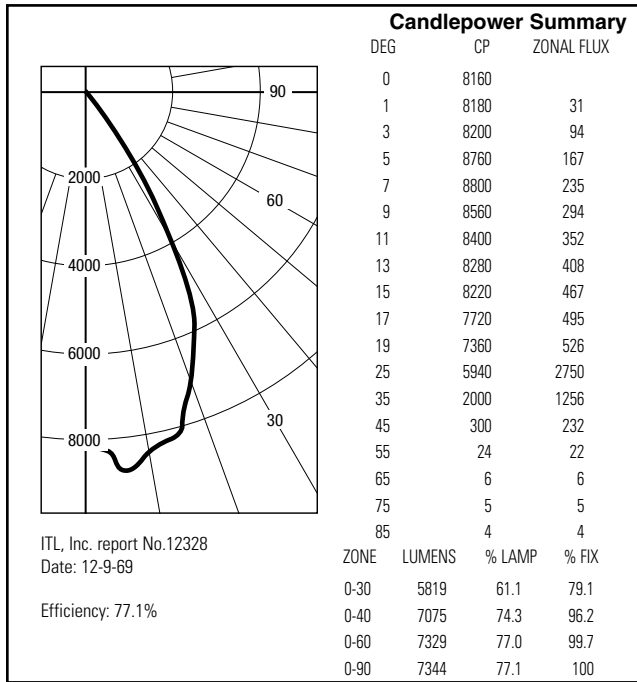 Candlepower Summary
DEG CP ZONAL FLUX
0 8160
1 8180 31
3 8200 94
5 8760 167
7 8800 235
9 8560 294
11 8400 352
13 8280 408
15 8220 467
17 7720 495
19 7360 526
25 5940 2750
35 2000 1256
45 300 232
55 24 22
65 6 6
75 5 5
85 4 4
ZONE LUMENS % LAMP % FIX
0-30 5819 61.1 79.1
0-40 7075 74.3 96.2
0-60 7329 77.0 99.7
0-90 7344 77.1 100
90
2000
60
4000
6000
30
8000
ITL, Inc. report No.12328
Date: 12-9-69
Efficiency: 77.1%